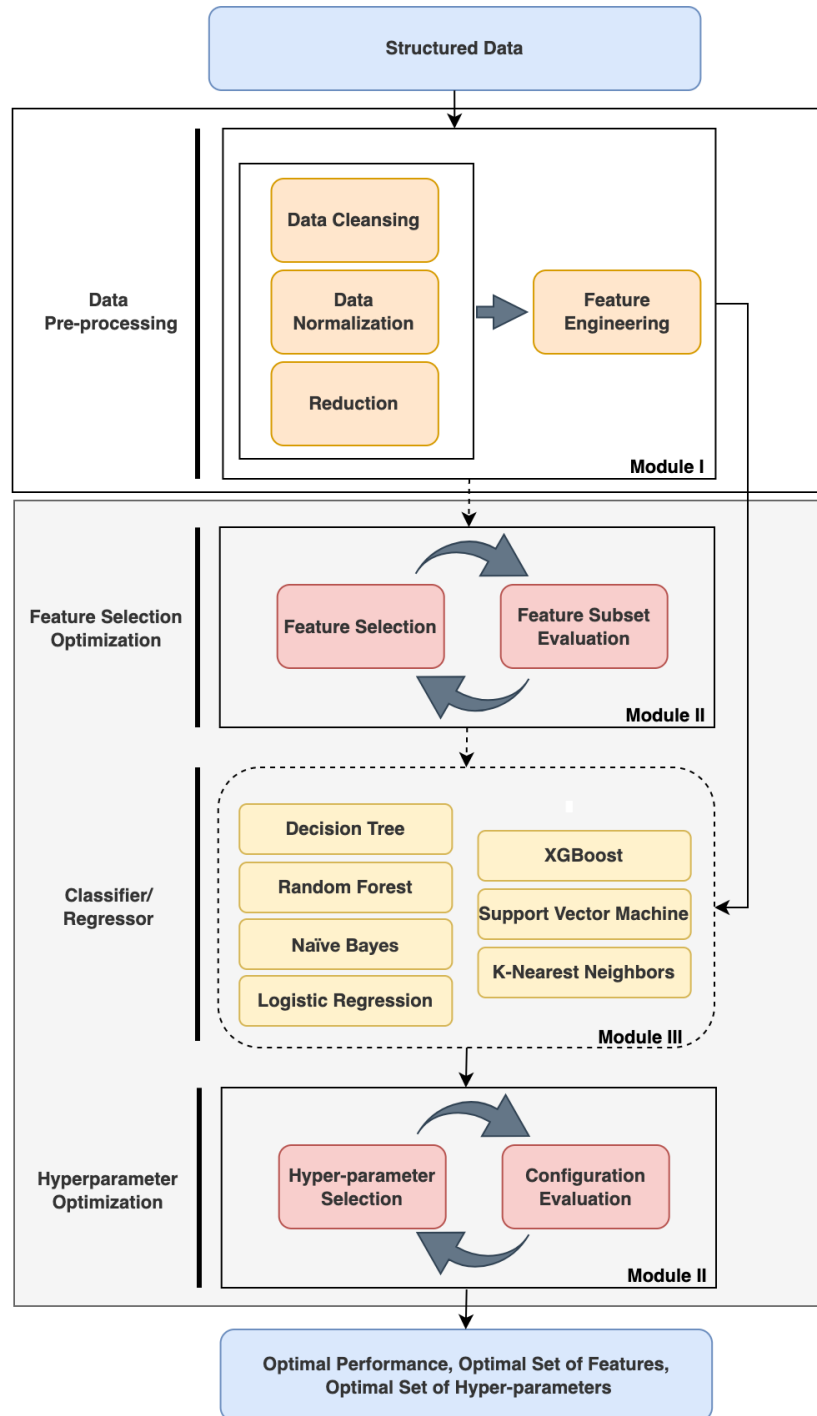 Structured Data
Data Cleansing
Data
Normalization
Reduction
Feature
Engineering
Data
Pre-processing
Module I
Feature Selection
Optimization
Feature Selection
Feature Subset
Evaluation
Module II
Classifier/
Regressor
Decision Tree
Random Forest
Naïve Bayes
Logistic Regression
XGBoost
Support Vector Machine
K-Nearest Neighbors
Module III
Hyperparameter
Optimization
Hyper-parameter
Selection
Configuration
Evaluation
Module II
Optimal Performance, Optimal Set of Features,
Optimal Set of Hyper-parameters